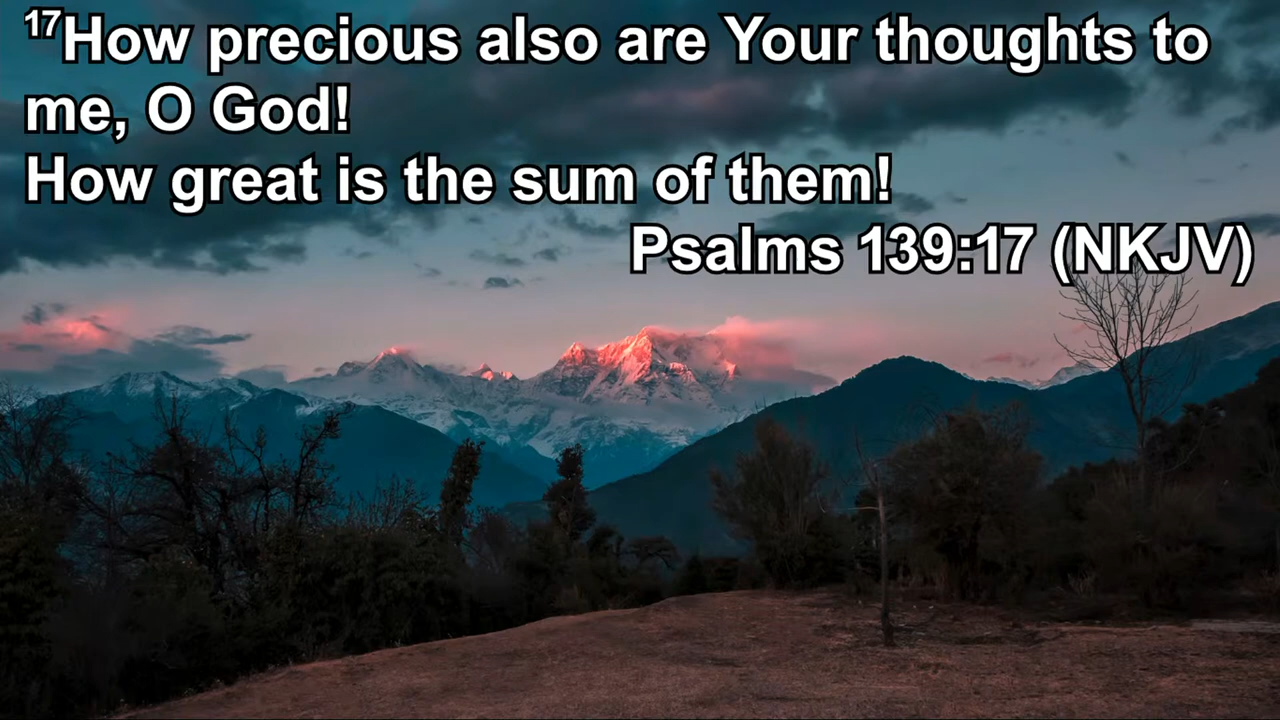 ¹⁷How precious also are Your thoughts to
me, O God!
How great is the sum of them!
Psalms 139:17 (NKJV)